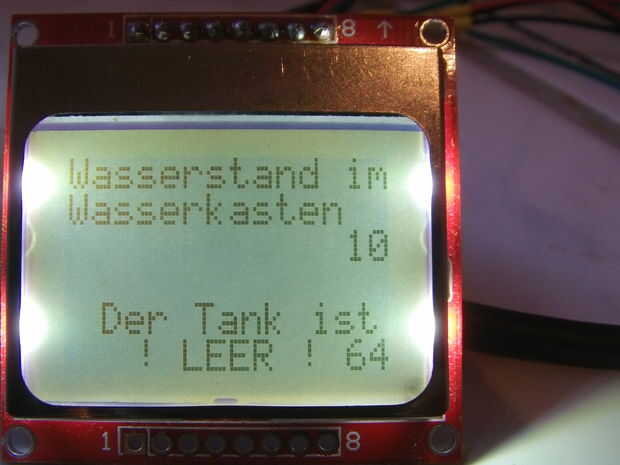 1 8 ↑
Wasserstand im
Wasserkasten
10
Der Tank ist
! LEER ! 64
1 8